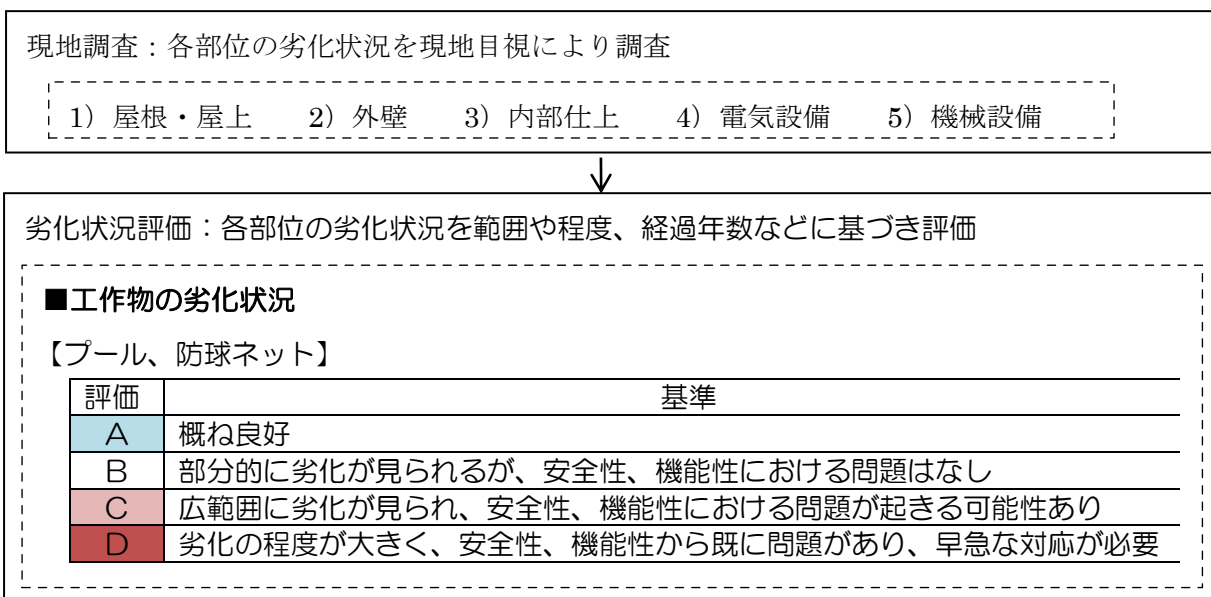 現地調査：各部位の劣化状況を現地目視により調査
1）屋根・屋上　2）外壁　3）内部仕上　4）電気設備　5）機械設備
劣化状況評価：各部位の劣化状況を範囲や程度、経過年数などに基づき評価
■工作物の劣化状況
【プール、防球ネット】
評価　基準
A　概ね良好
B　部分的に劣化が見られるが、安全性、機能性における問題はなし
C　広範囲に劣化が見られ、安全性、機能性における問題が起きる可能性あり
D　劣化の程度が大きく、安全性、機能性から既に問題があり、早急な対応が必要